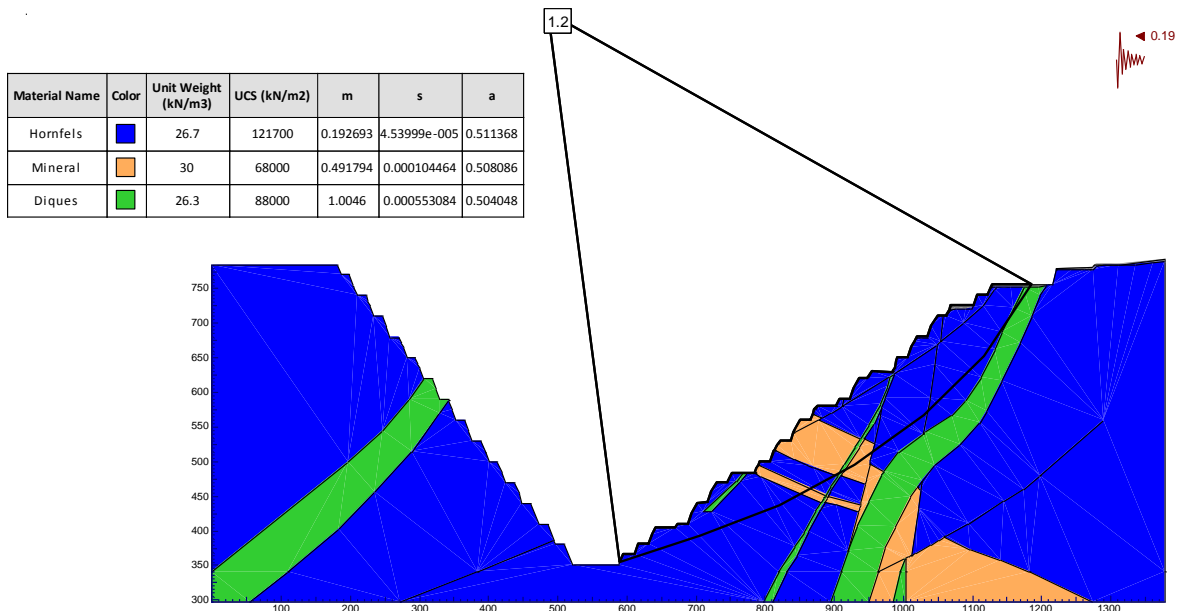 1.2
0.19
Material Name Color Unit Weight (kN/m3) UCS (kN/m2) m s a
Hornfels 26.7 121700 0.192693 4.53999e-005 0.511368
Mineral 30 68000 0.491794 0.000104464 0.508086
Diques 26.3 88000 1.0046 0.000553084 0.504048
750
700
650
600
550
500
450
400
350
300
100 200 300 400 500 600 700 800 900 1000 1100 1200 1300